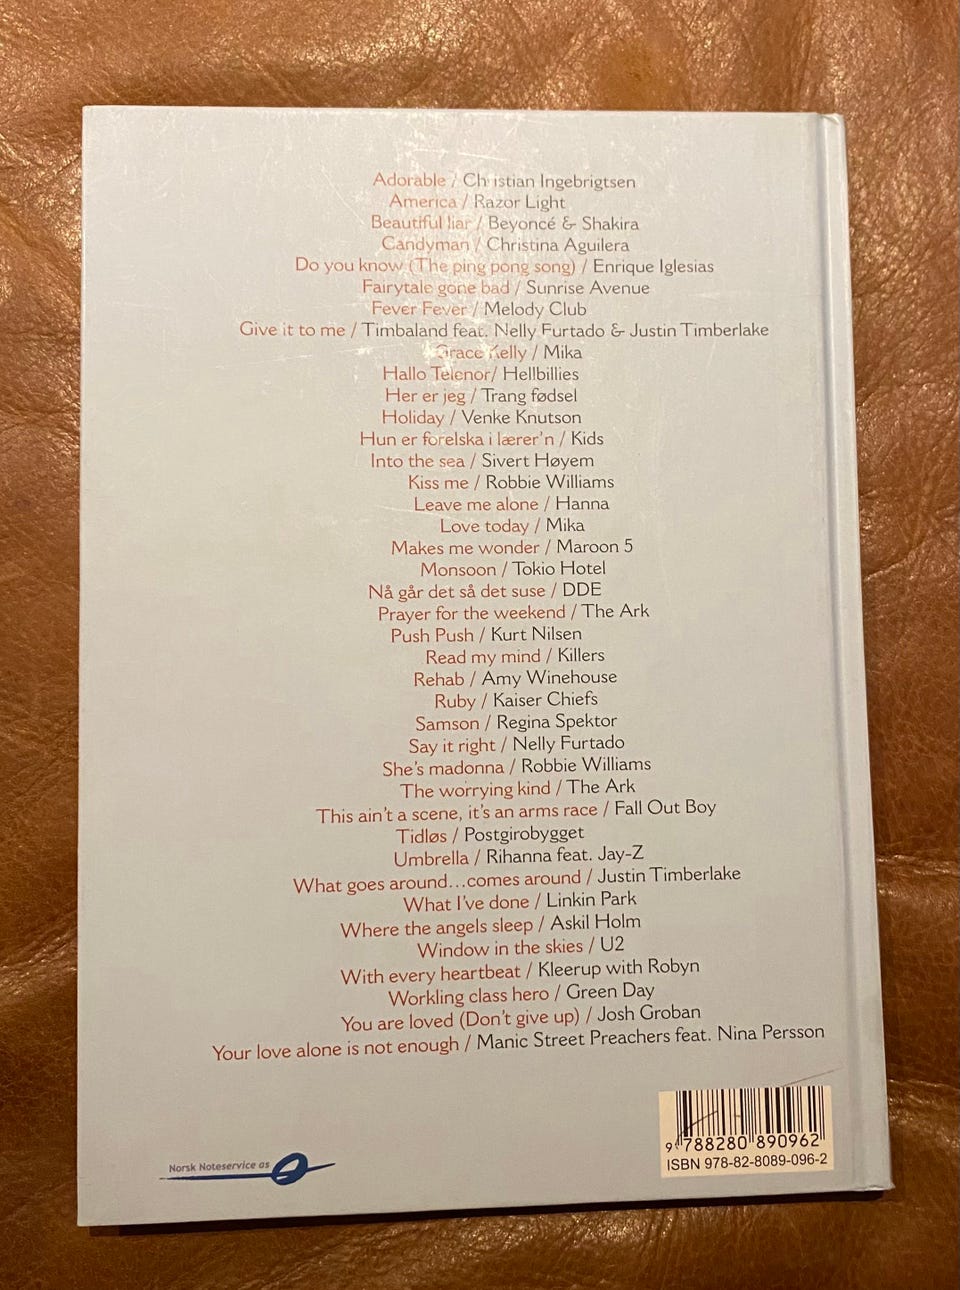 Adorable / Christian Ingebrigtsen
America / Razor Light
Beautiful liar / Beyoncé & Shakira
Candyman / Christina Aguilera
Do you know (The ping pong song) / Enrique Iglesias
Fairytale gone bad / Sunrise Avenue
Fever Fever / Melody Club
Give it to me / Timbaland feat. Nelly Furtado & Justin Timberlake
Grace Kelly / Mika
Hallo Telenor/ Hellbillies
Her er jeg / Trang fødsel
Holiday / Venke Knutson
Hun er forelska i lærer'n / Kids
Into the sea / Sivert Høyem
Kiss me / Robbie Williams
Leave me alone / Hanna
Love today / Mika
Makes me wonder / Maroon 5
Monsoon / Tokio Hotel
Nå går det så det suse / DDE
Prayer for the weekend / The Ark
Push Push / Kurt Nilsen
Read my mind / Killers
Rehab / Amy Winehouse
Ruby / Kaiser Chiefs
Samson / Regina Spektor
Say it right / Nelly Furtado
She's madonna / Robbie Williams
The worrying kind / The Ark
This ain't a scene, it's an arms race / Fall Out Boy
Tidløs / Postgirobygget
Umbrella / Rihanna feat. Jay-Z
What goes around...comes around / Justin Timberlake
What I've done / Linkin Park
Where the angels sleep / Askil Holm
Window in the skies / U2
With every heartbeat / Kleerup with Robyn
Workling class hero / Green Day
You are loved (Don't give up) / Josh Groban
Your love alone is not enough / Manic Street Preachers feat. Nina Persson
9 788280 890962
ISBN 978-82-8089-096-2
Norsk Noteservice as